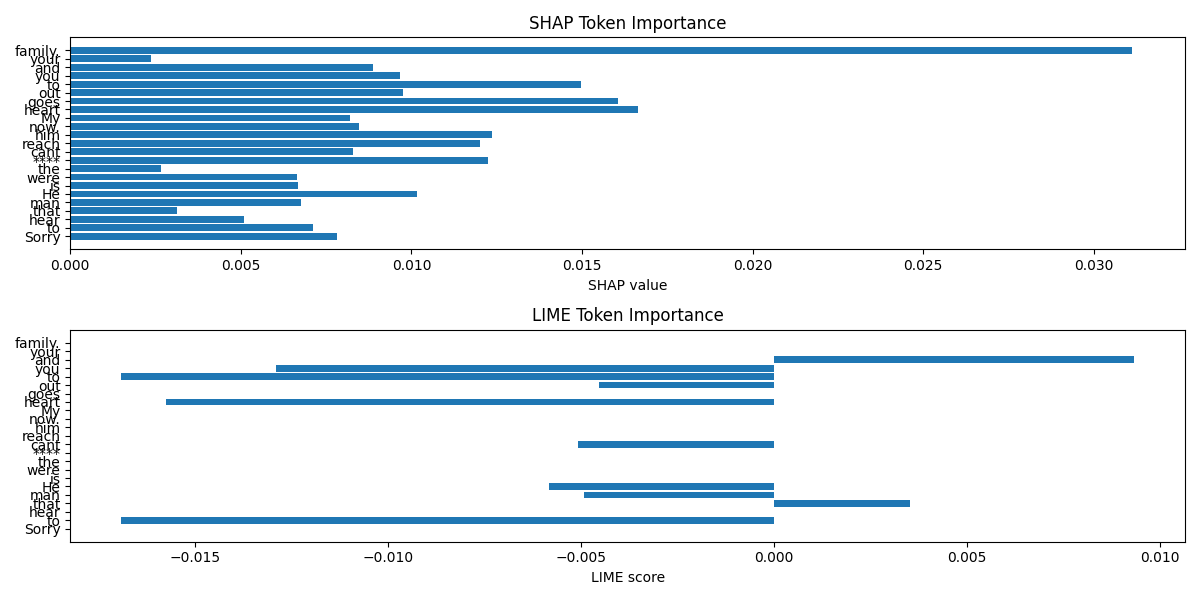 SHAP Token Importance
family.
your
and
you
to
out
goes
heart
My
now.
him
reach
cant
****
the
were
is
He
man
that
hear
to
Sorry
0.000 0.005 0.010 0.015 0.020 0.025 0.030
SHAP value
LIME Token Importance
family.
your
and
you
to
out
goes
heart
My
now.
him
reach
cant
****
the
were
is
He
man
that
hear
to
Sorry
−0.015 −0.010 −0.005 0.000 0.005 0.010
LIME score